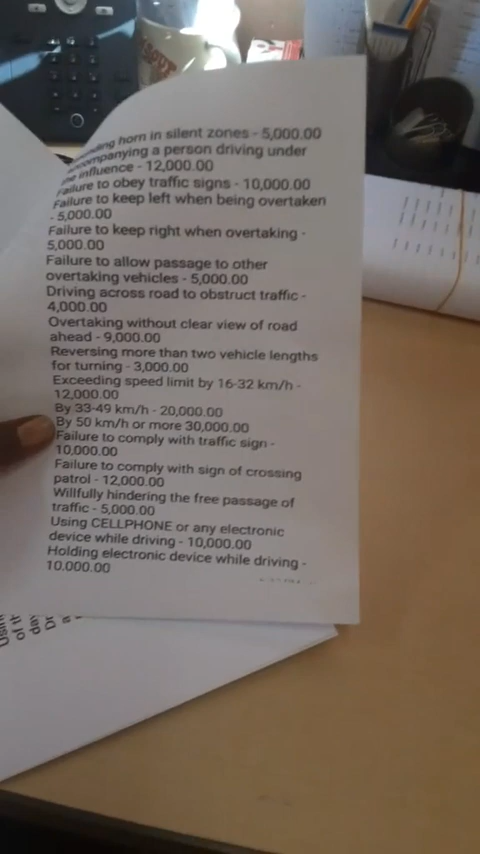 horn in silent zones - 5,000.00
accompanying a person driving under
the influence - 12,000.00
Failure to obey traffic signs - 10,000.00
Failure to keep left when being overtaken
- 5,000.00
Failure to keep right when overtaking -
5,000.00
Failure to allow passage to other
overtaking vehicles - 5,000.00
Driving across road to obstruct traffic -
4,000.00
Overtaking without clear view of road
ahead - 9,000.00
Reversing more than two vehicle lengths
for turning - 3,000.00
Exceeding speed limit by 16-32 km/h -
12,000.00
By 33-49 km/h - 20,000.00
By 50 km/h or more 30,000.00
Failure to comply with traffic sign -
10,000.00
Failure to comply with sign of crossing
patrol - 12,000.00
Willfully hindering the free passage of
traffic - 5,000.00
Using CELLPHONE or any electronic
device while driving - 10,000.00
Holding electronic device while driving -
10,000.00